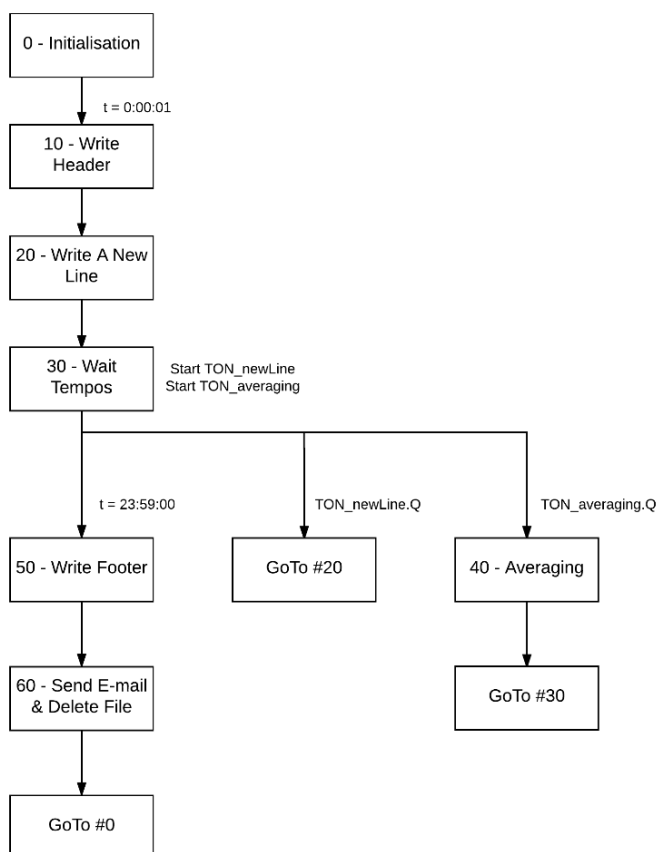 0 - Initialisation
t = 0:00:01
10 - Write
Header
20 - Write A New
Line
30 - Wait
Tempos
Start TON_newLine
Start TON_averaging
t = 23:59:00
TON_newLine.Q
TON_averaging.Q
50 - Write Footer
GoTo #20
40 - Averaging
60 - Send E-mail
& Delete File
GoTo #30
GoTo #0